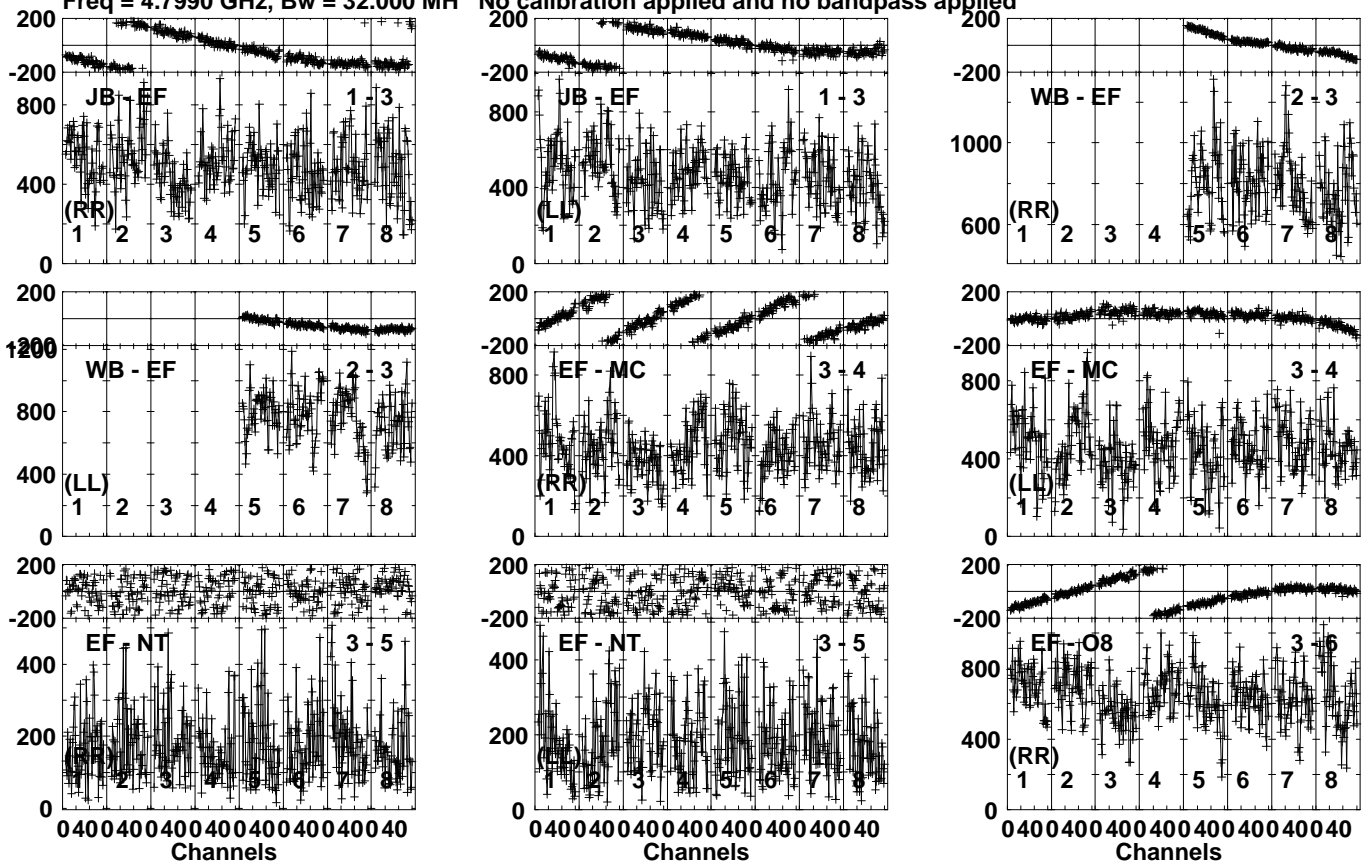 Freq = 4.7990 GHz, Bw = 32.000 MH No calibration applied and no bandpass applied
200 200 200
-200 -200 -200
JB - EF 1 - 3 JB - EF 1 - 3 WB - EF 2 - 3
800 800 1000
400 400 600
(RR) (LL) (RR)
1 2 3 4 5 6 7 8 1 2 3 4 5 6 7 8 1 2 3 4 5 6 7 8
0 0
200 200 200
-200 -200 -200
1200
WB - EF 2 - 3 EF - MC 3 - 4 EF - MC 3 - 4
800 800 800
400 400 400
(LL) (RR) (LL)
1 2 3 4 5 6 7 8 1 2 3 4 5 6 7 8 1 2 3 4 5 6 7 8
0 0 0
200 200 200
-200 -200 -200
EF - NT 3 - 5 EF - NT 3 - 5 EF - O8 3 - 6
400 400 800
200 200 400
(RR) (LL) (RR)
1 2 3 4 5 6 7 8 1 2 3 4 5 6 7 8 1 2 3 4 5 6 7 8
0 0 0
0 40 0 40 0 40 0 40 0 40 0 40 0 40 0 40 0 40 0 40 0 40 0 40 0 40 0 40 0 40 0 40 0 40 0 40 0 40 0 40 0 40 0 40 0 40 0 40
Channels Channels Channels